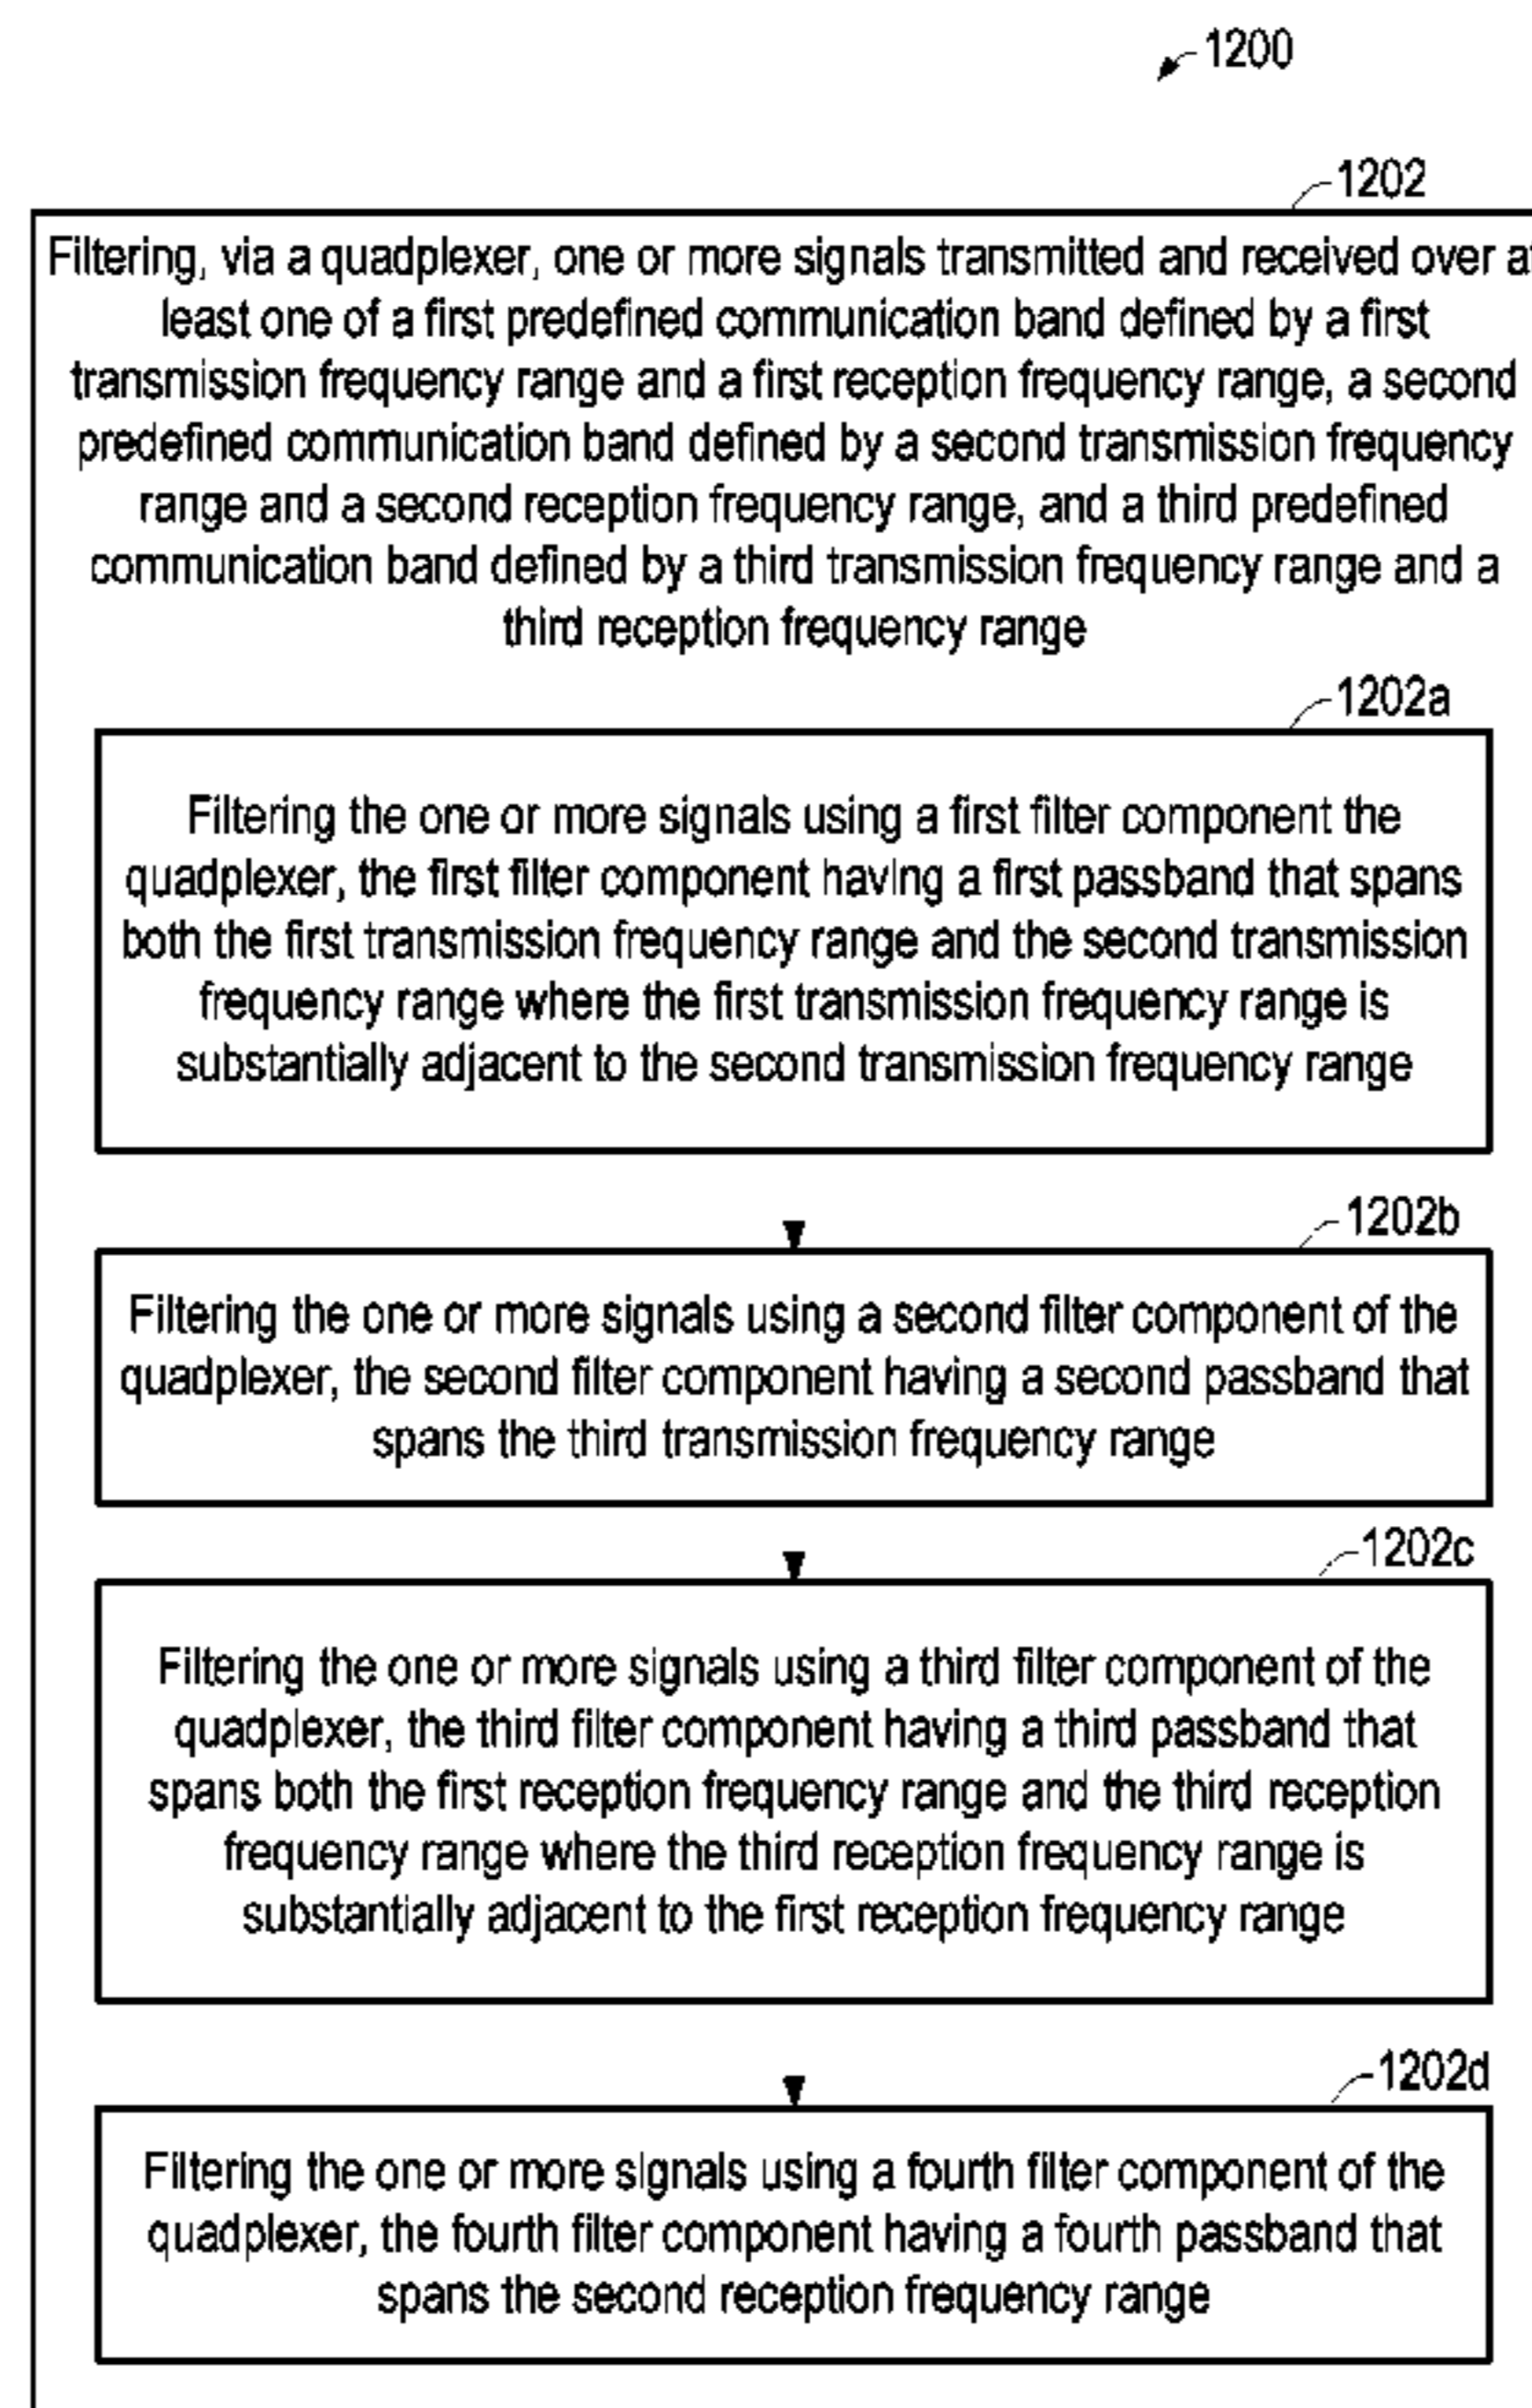 1200
1202
Filtering, via a quadplexer, one or more signals transmitted and received over at
least one of a first predefined communication band defined by a first
transmission frequency range and a first reception frequency range, a second
predefined communication band defined by a second transmission frequency
range and a second reception frequency range, and a third predefined
communication band defined by a third transmission frequency range and a
third reception frequency range
1202a
Filtering the one or more signals using a first filter component the
quadplexer, the first filter component having a first passband that spans
both the first transmission frequency range and the second transmission
frequency range where the first transmission frequency range is
substantially adjacent to the second transmission frequency range
1202b
Filtering the one or more signals using a second filter component of the
quadplexer, the second filter component having a second passband that
spans the third transmission frequency range
1202c
Filtering the one or more signals using a third filter component of the
quadplexer, the third filter component having a third passband that
spans both the first reception frequency range and the third reception
frequency range where the third reception frequency range is
substantially adjacent to the first reception frequency range
1202d
Filtering the one or more signals using a fourth filter component of the
quadplexer, the fourth filter component having a fourth passband that
spans the second reception frequency range